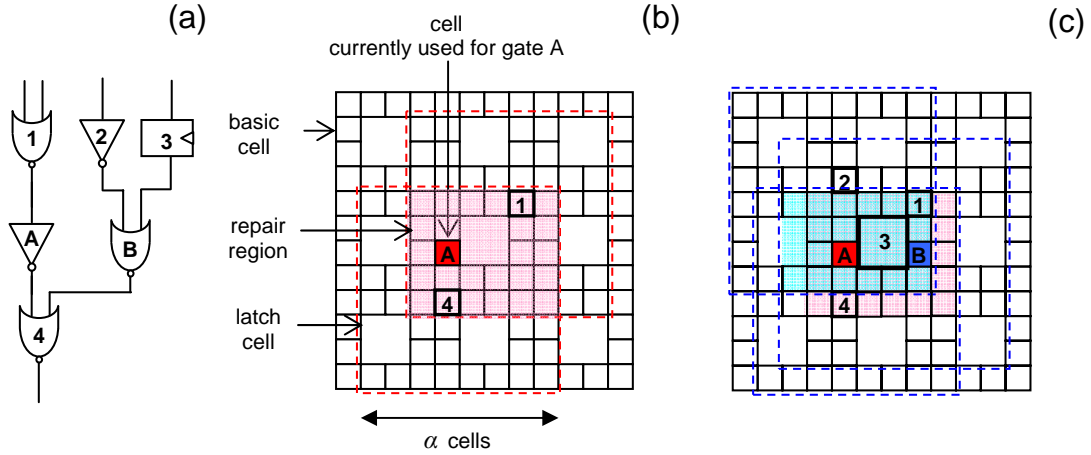 (a)
1
2
3
A
B
4
cell
currently used for gate A
(b)
basic
cell
repair
region
latch
cell
1
A
4
α cells
(c)
2
1
3
A
B
4